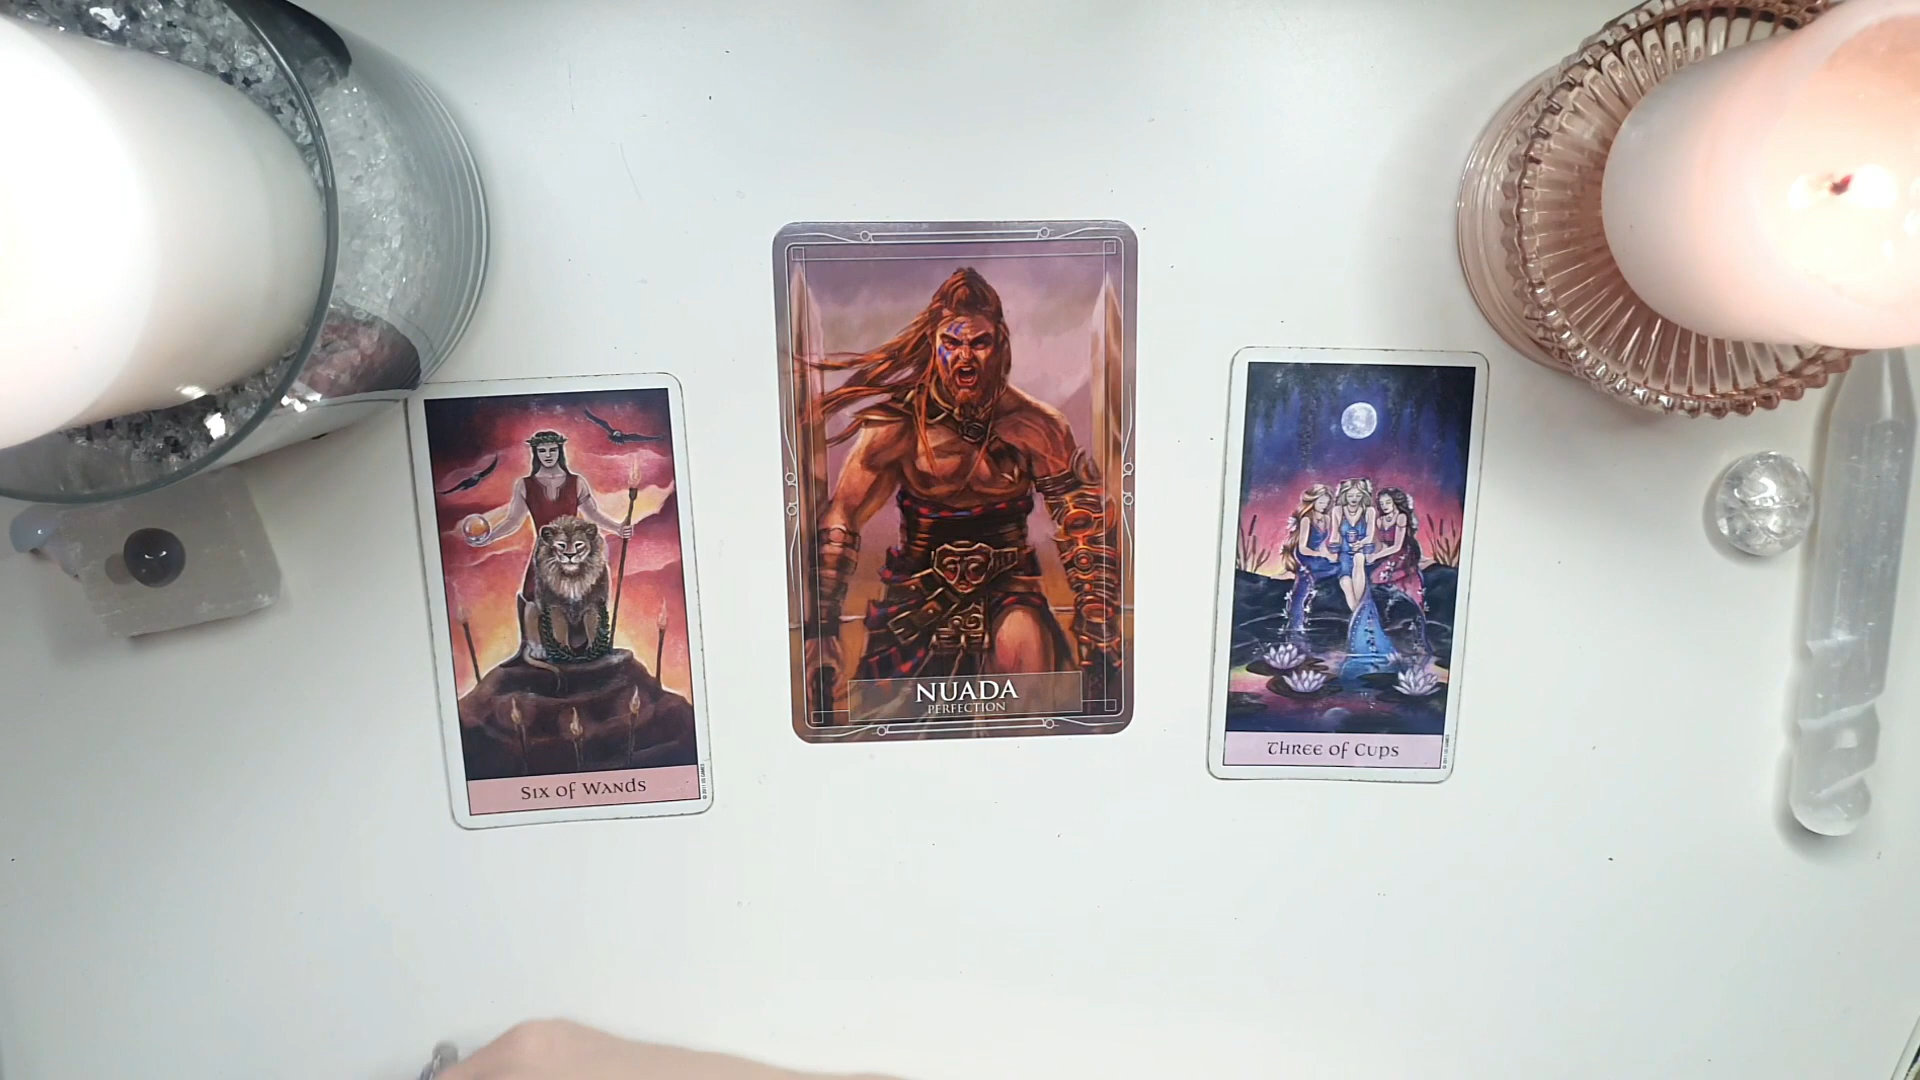 NUADA
PERFECTION
Six of Wands
Three of Cups